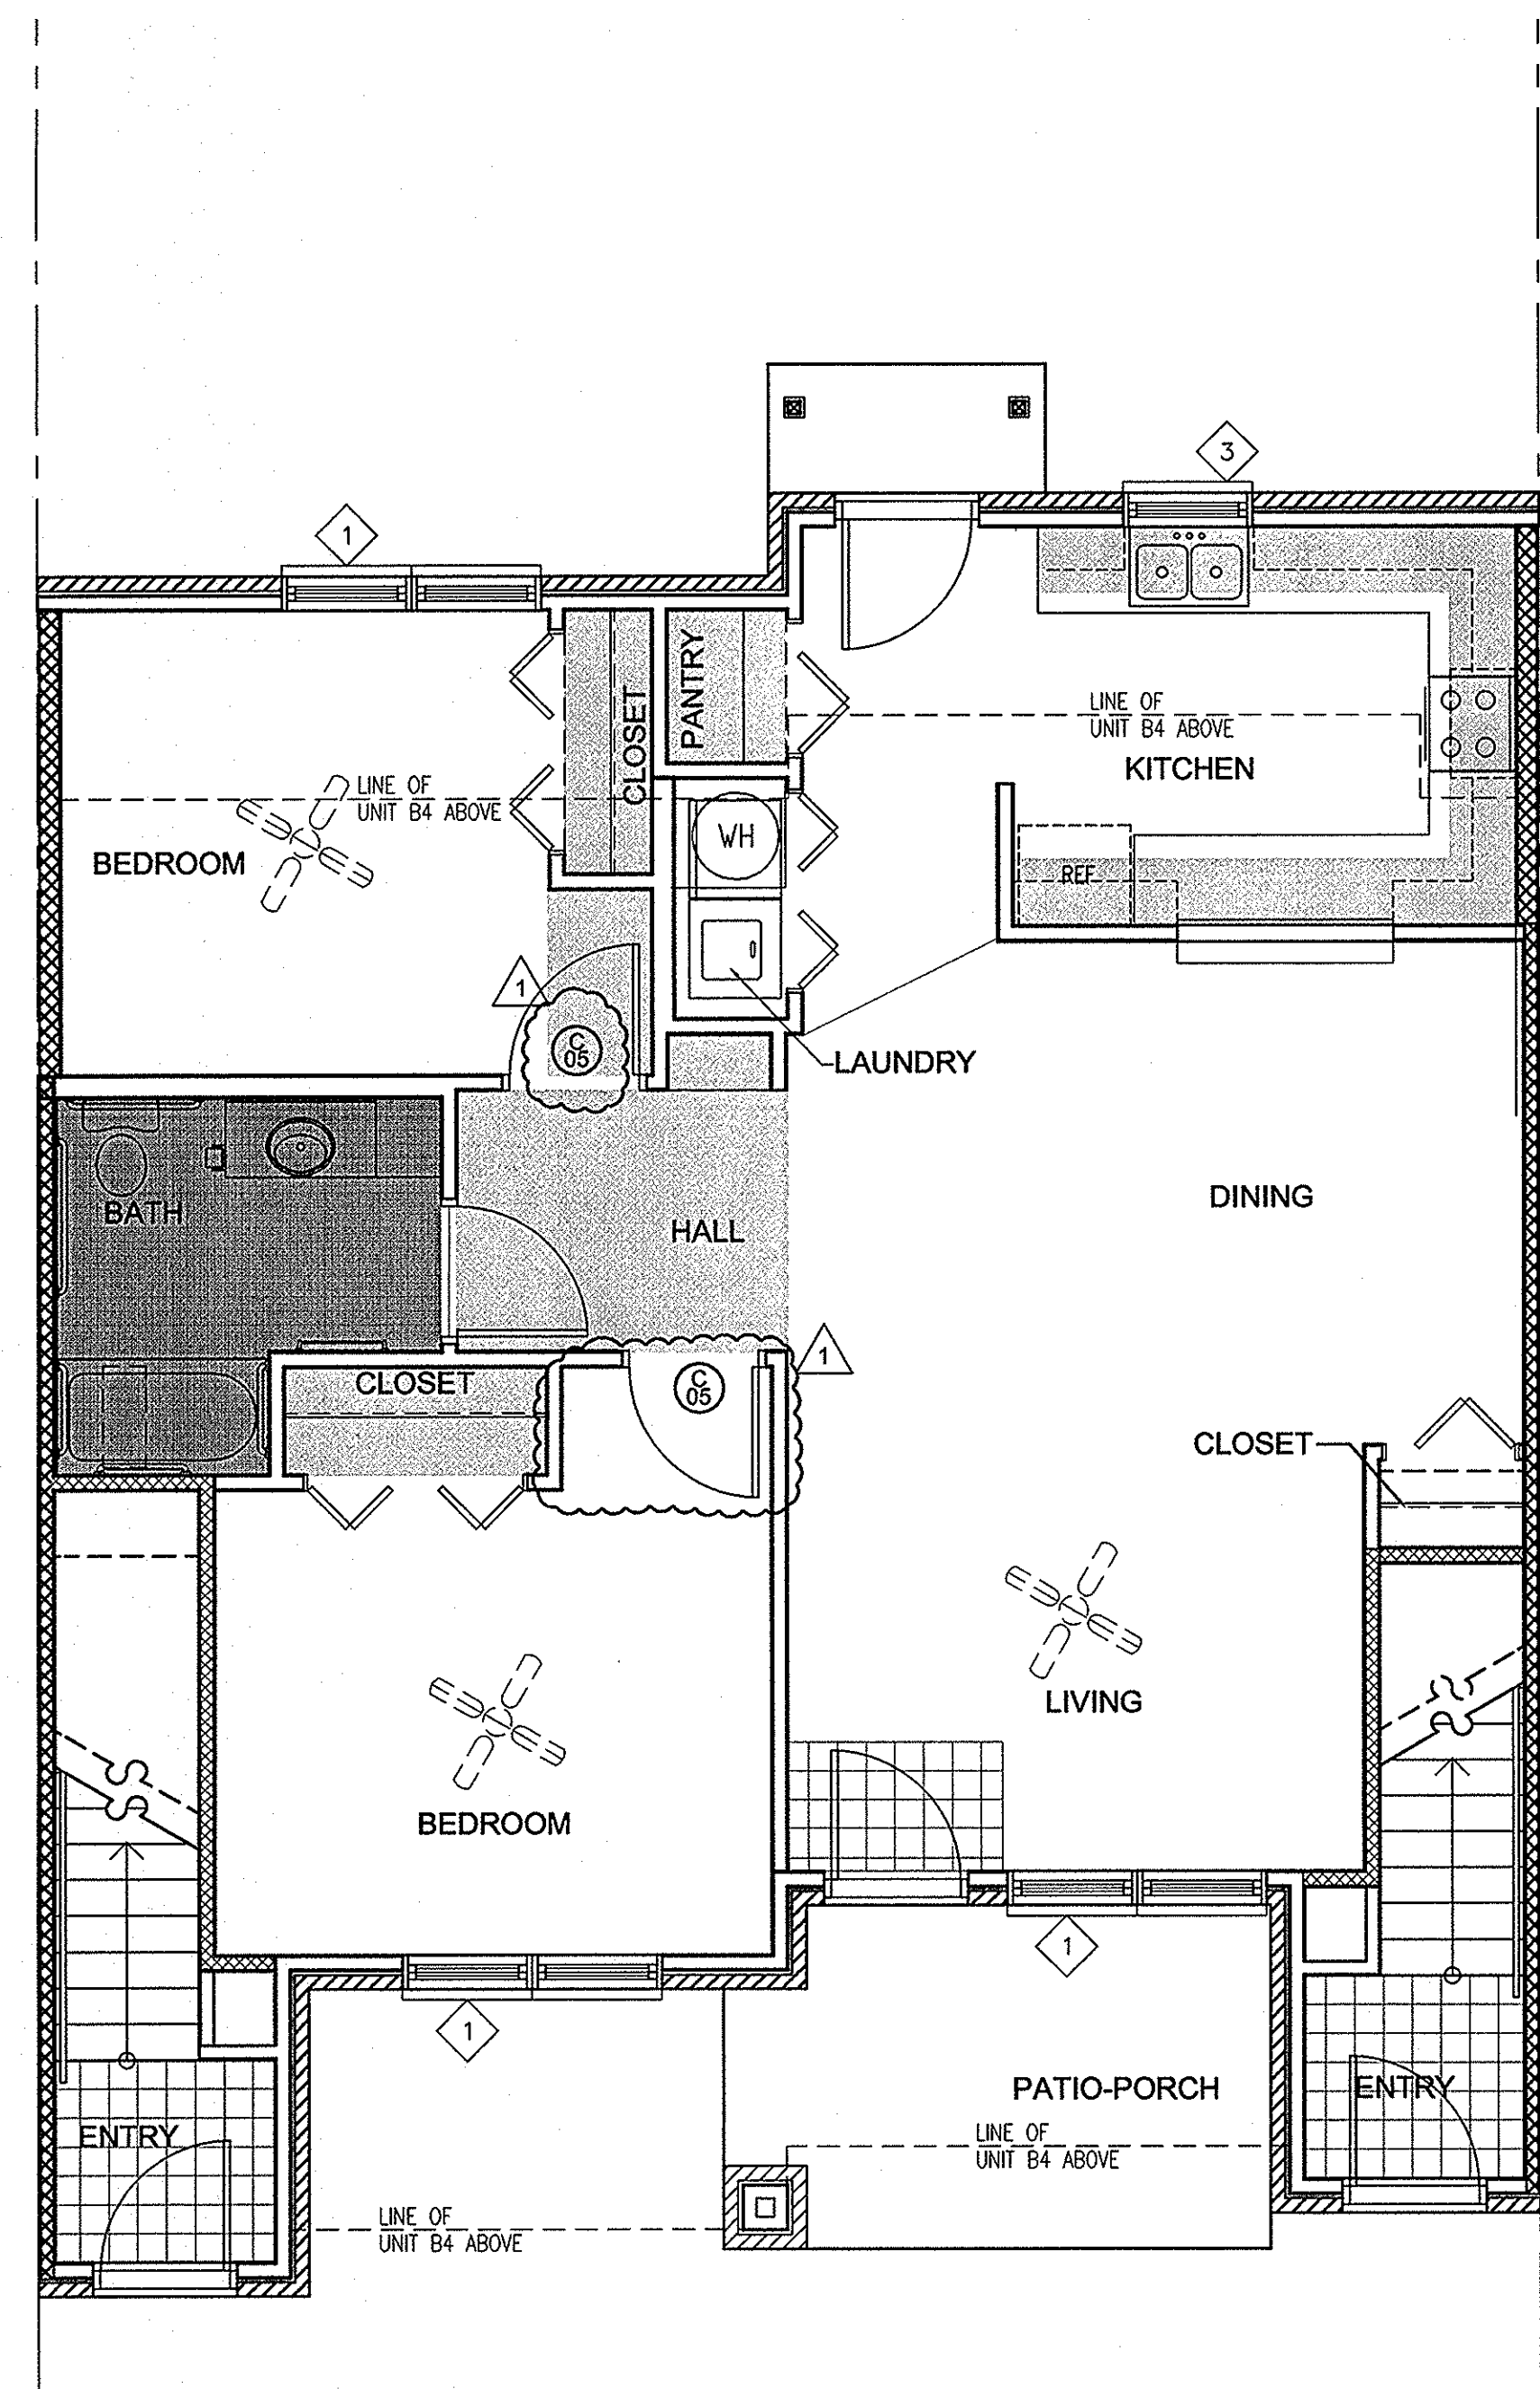 3
1
PANTRY
CLOSET
LINE OF
UNIT B4 ABOVE
KITCHEN
LINE OF
UNIT B4 ABOVE
WH
BEDROOM
REF
1
C
05
LAUNDRY
BATH
HALL
DINING
1
C
05
CLOSET
CLOSET
LIVING
BEDROOM
1
1
PATIO-PORCH
ENTRY
ENTRY
LINE OF
UNIT B4 ABOVE
LINE OF
UNIT B4 ABOVE